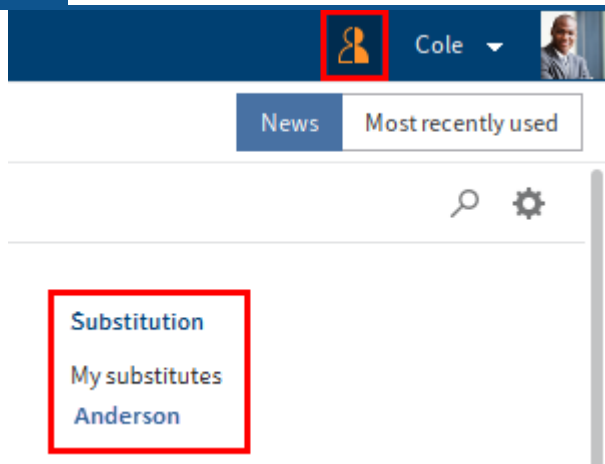 Cole
News Most recently used
Substitution
My substitutes
Anderson